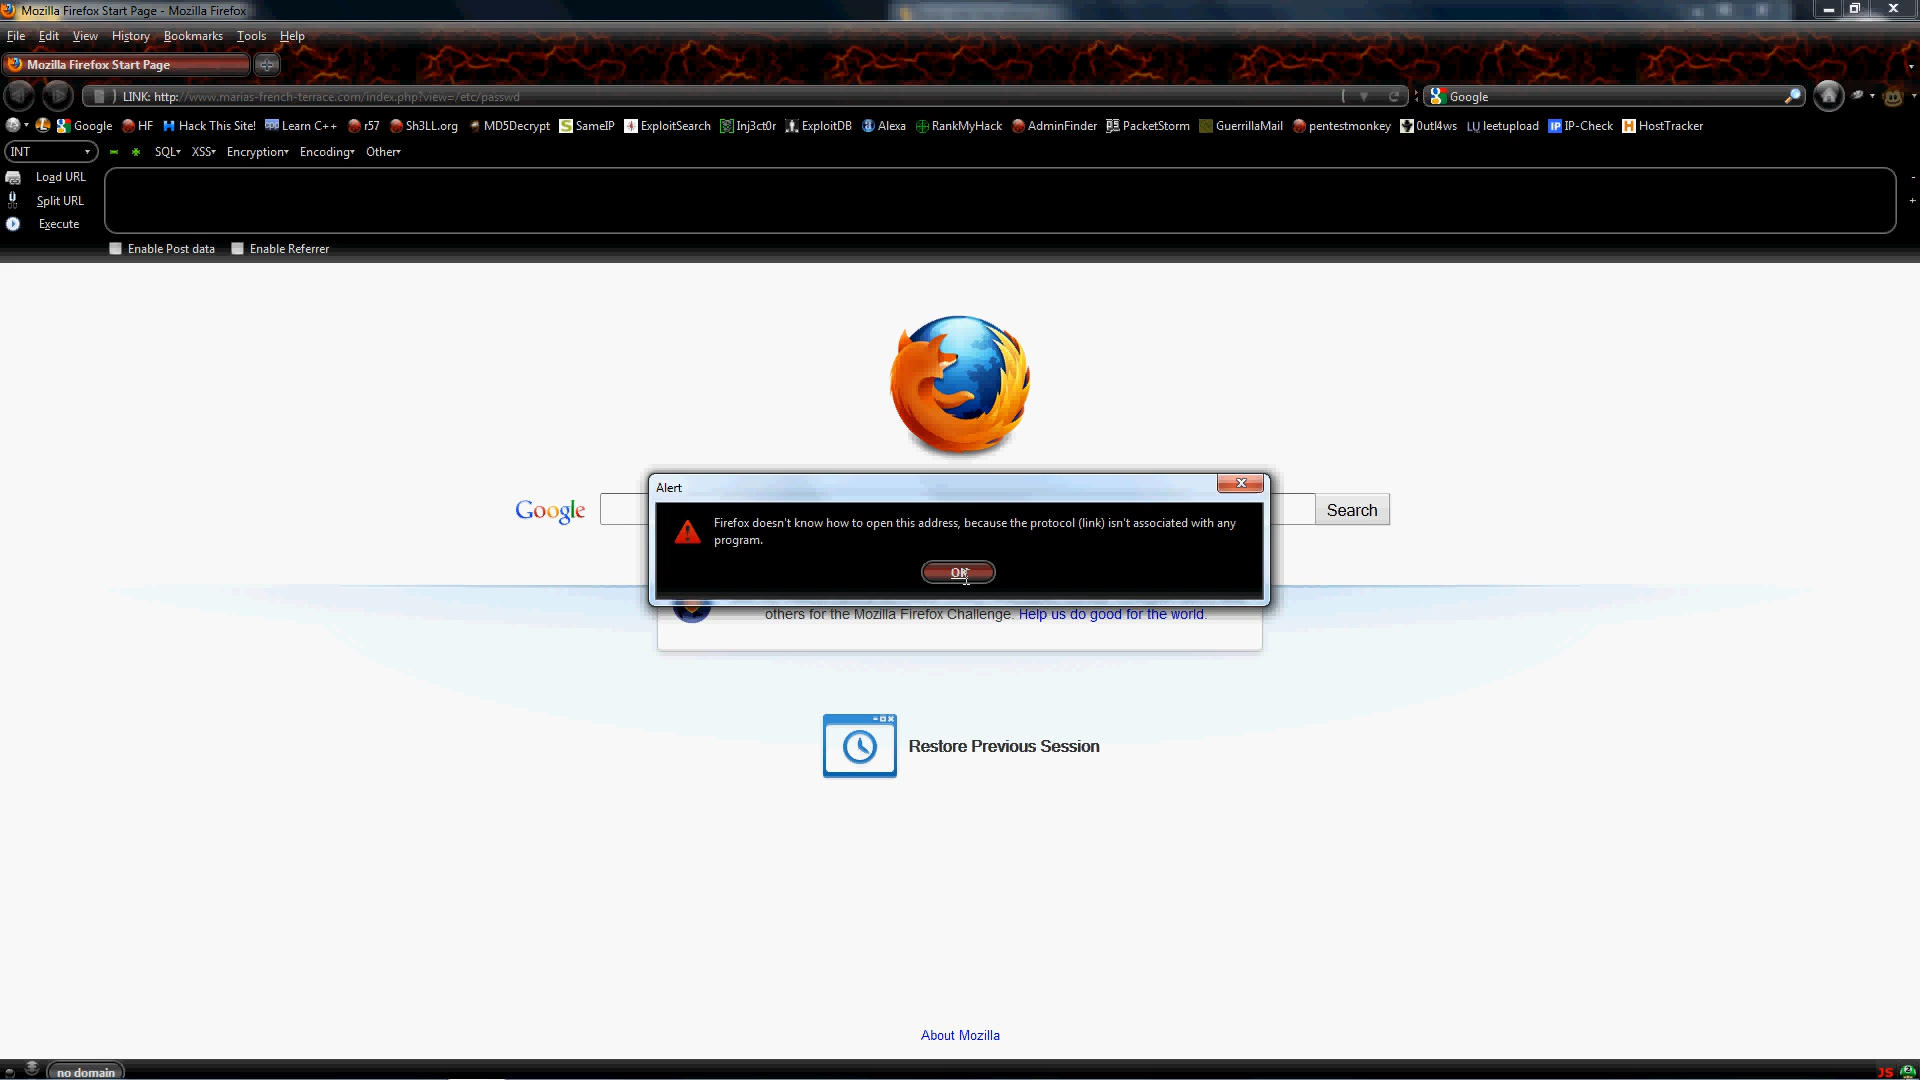 Mozilla Firefox Start Page - Mozilla Firefox
File Edit View History Bookmarks Tools Help
Mozilla Firefox Start Page
LINK: http://www.marias-french-terrace.com/index.php?view=/etc/passwd
Google
Google HF Hack This Site! Learn C++ r57 Sh3LL.org MD5Decrypt SameIP ExploitSearch Inj3ct0r ExploitDB Alexa RankMyHack AdminFinder PacketStorm GuerrillaMail pentestmonkey 0utl4ws leetupload IP-Check HostTracker
INT SQL XSS Encryption Encoding Other
Load URL
Split URL
Execute
Enable Post data Enable Referrer
Alert
Firefox doesn't know how to open this address, because the protocol (link) isn't associated with any
program.
OK
Google Search
others for the Mozilla Firefox Challenge. Help us do good for the world.
Restore Previous Session
About Mozilla
no domain JS